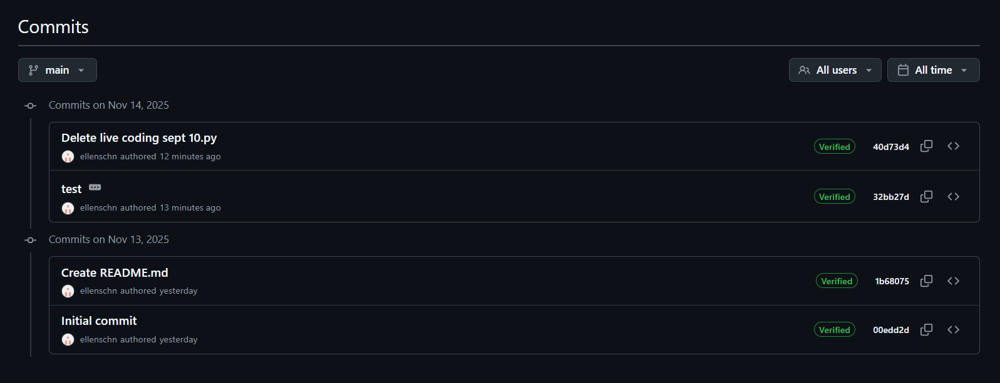 Commits
main
All users
All time
Commits on Nov 14, 2025
Delete live coding sept 10.py
ellenschn authored 12 minutes ago
Verified
40d73d4
test
ellenschn authored 13 minutes ago
Verified
32bb27d
Commits on Nov 13, 2025
Create README.md
ellenschn authored yesterday
Verified
1b68075
Initial commit
ellenschn authored yesterday
Verified
00edd2d